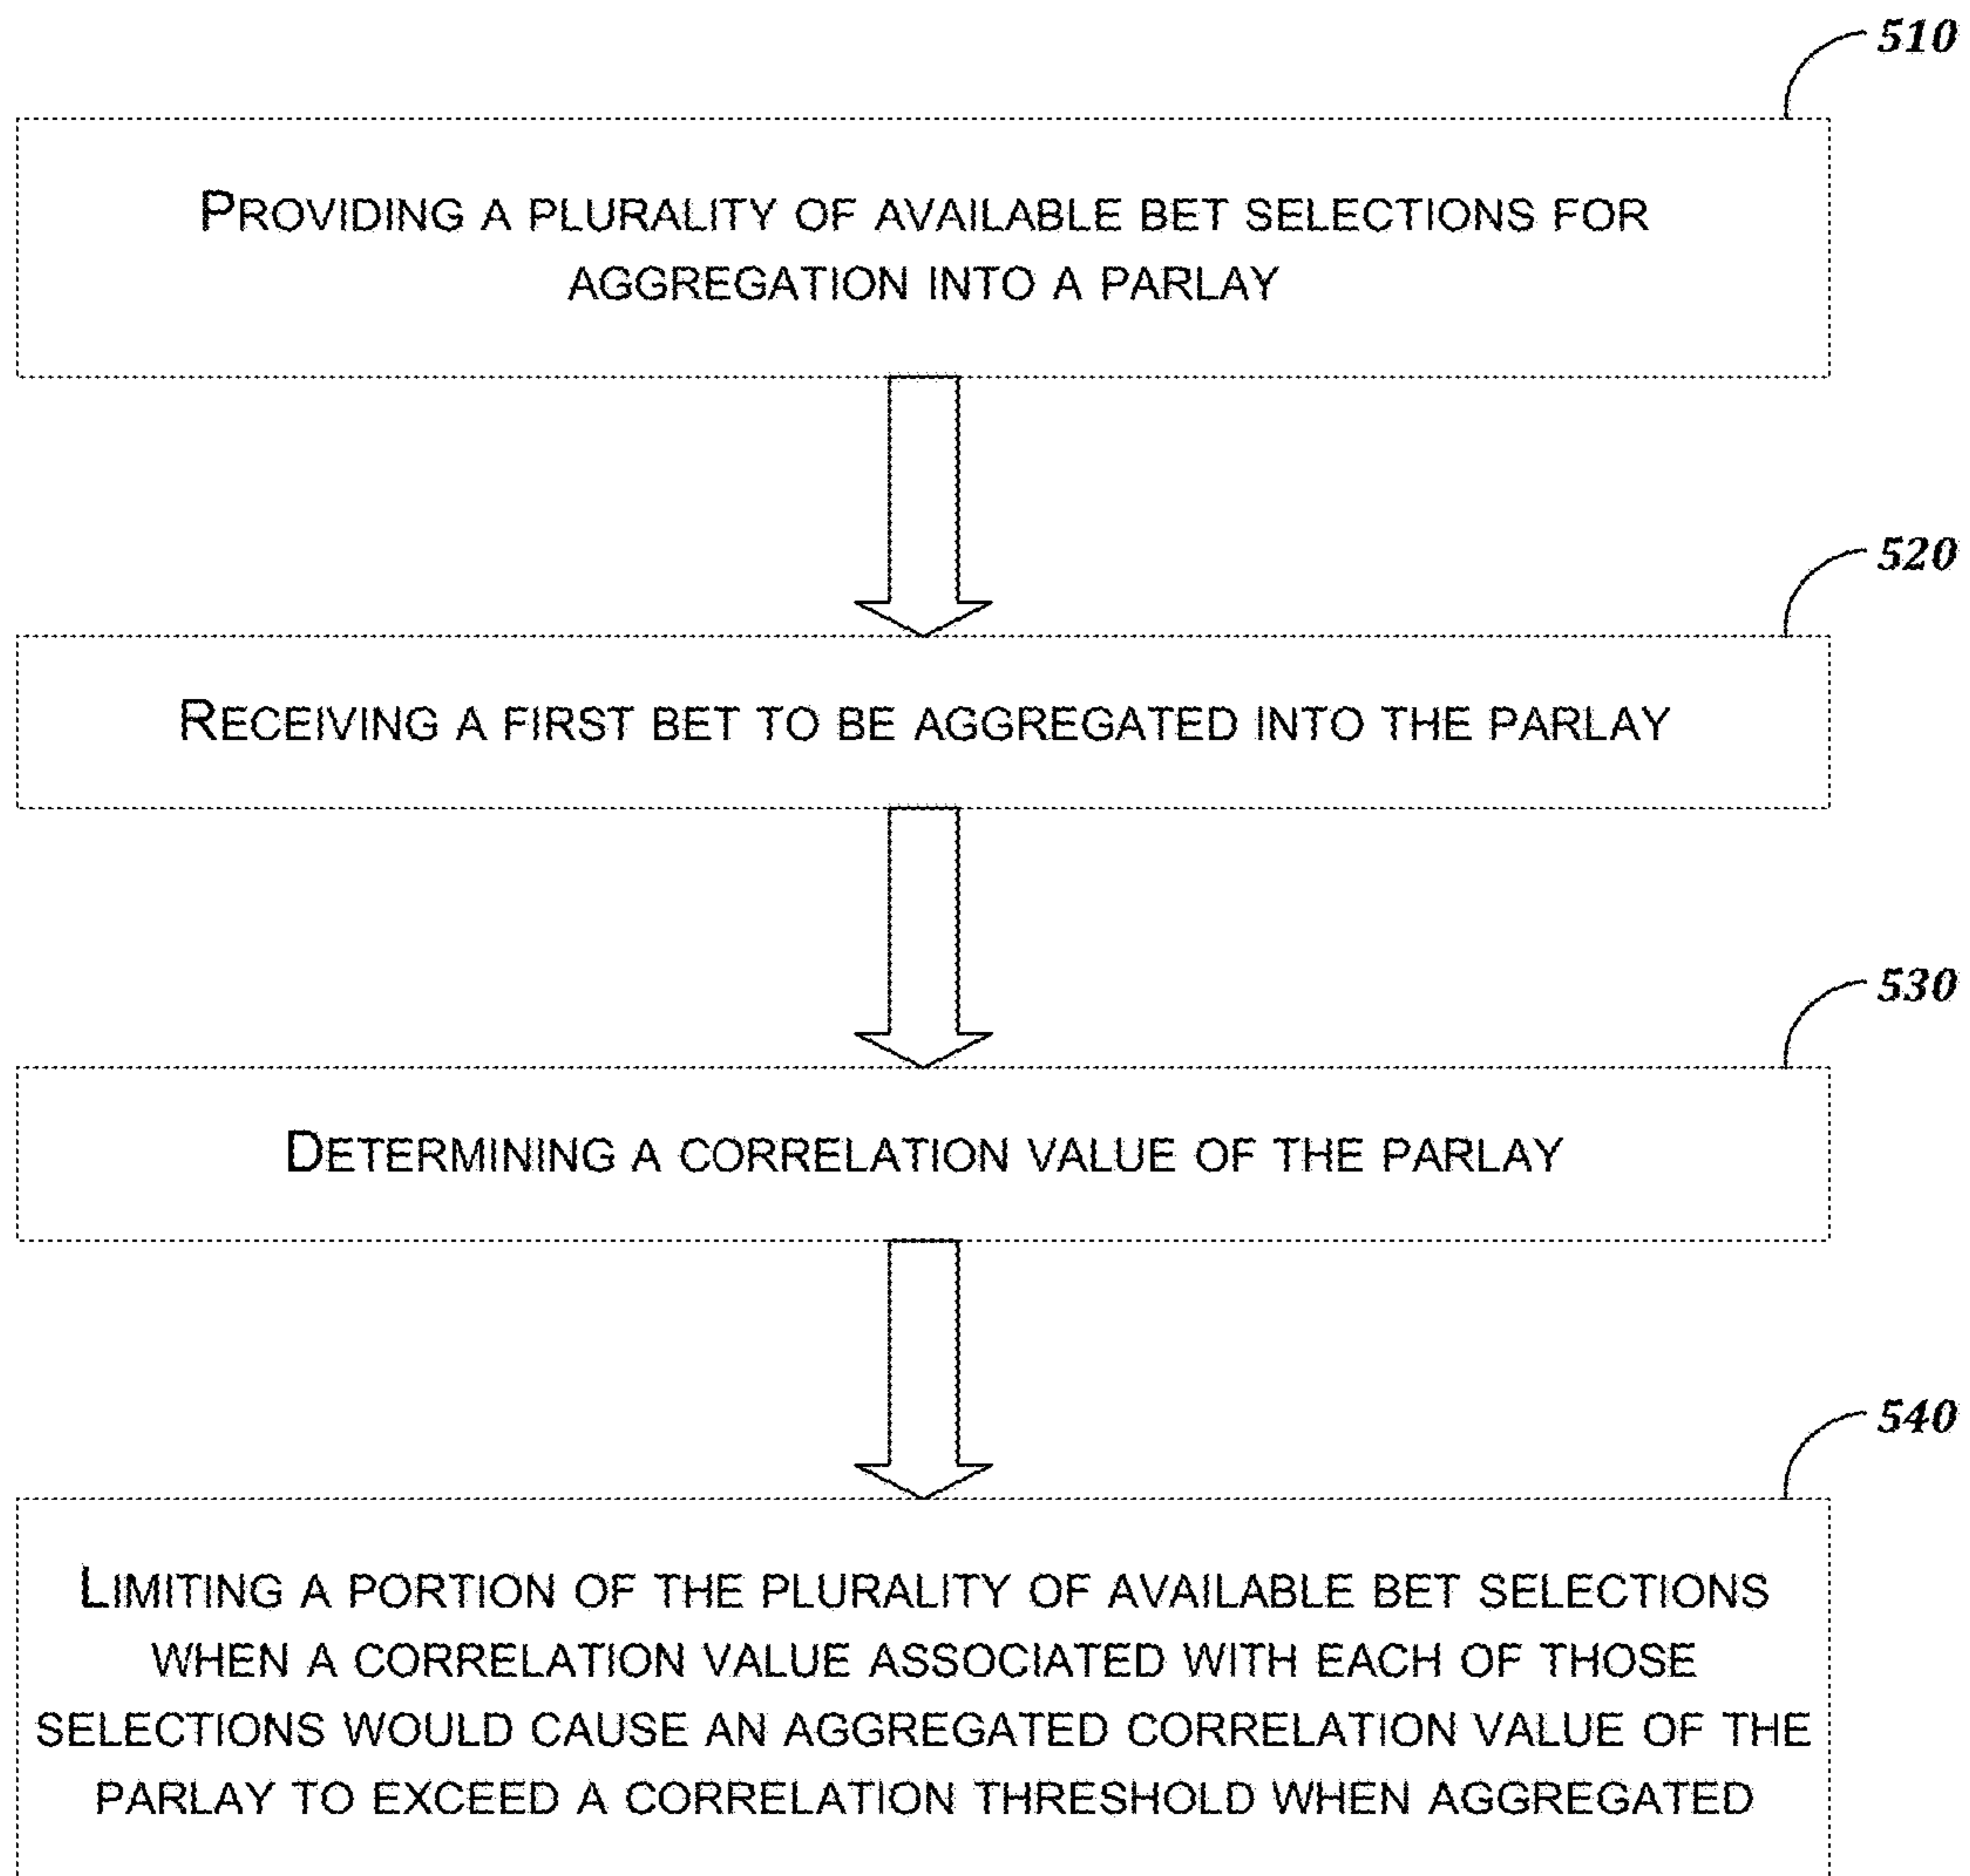 510
PROVIDING A PLURALITY OF AVAILABLE BET SELECTIONS FOR
AGGREGATION INTO A PARLAY
520
RECEIVING A FIRST BET TO BE AGGREGATED INTO THE PARLAY
530
DETERMINING A CORRELATION VALUE OF THE PARLAY
540
LIMITING A PORTION OF THE PLURALITY OF AVAILABLE BET SELECTIONS
WHEN A CORRELATION VALUE ASSOCIATED WITH EACH OF THOSE
SELECTIONS WOULD CAUSE AN AGGREGATED CORRELATION VALUE OF THE
PARLAY TO EXCEED A CORRELATION THRESHOLD WHEN AGGREGATED